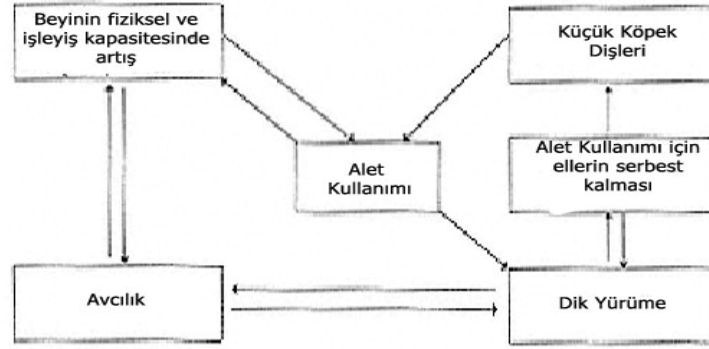 Beyinin fiziksel ve
işleyiş kapasitesinde
artış
Küçük Köpek
Dişleri
Alet
Kullanımı
Alet Kullanımı için
ellerin serbest
kalması
Avcılık
Dik Yürüme